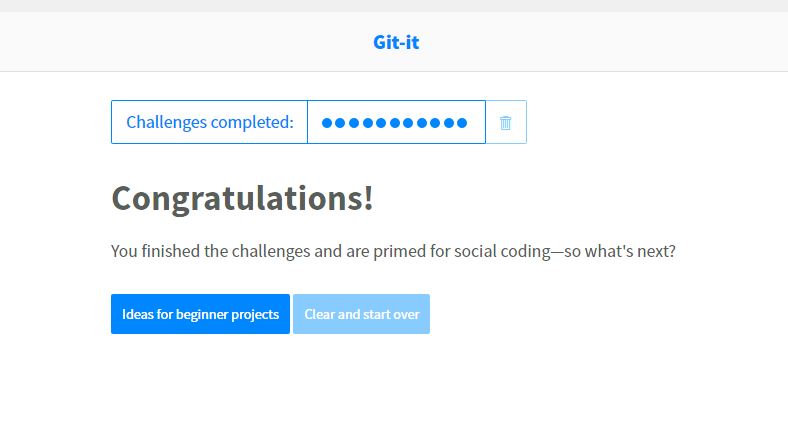 Git-it
Challenges completed:
Congratulations!
You finished the challenges and are primed for social coding—so what's next?
Ideas for beginner projects
Clear and start over